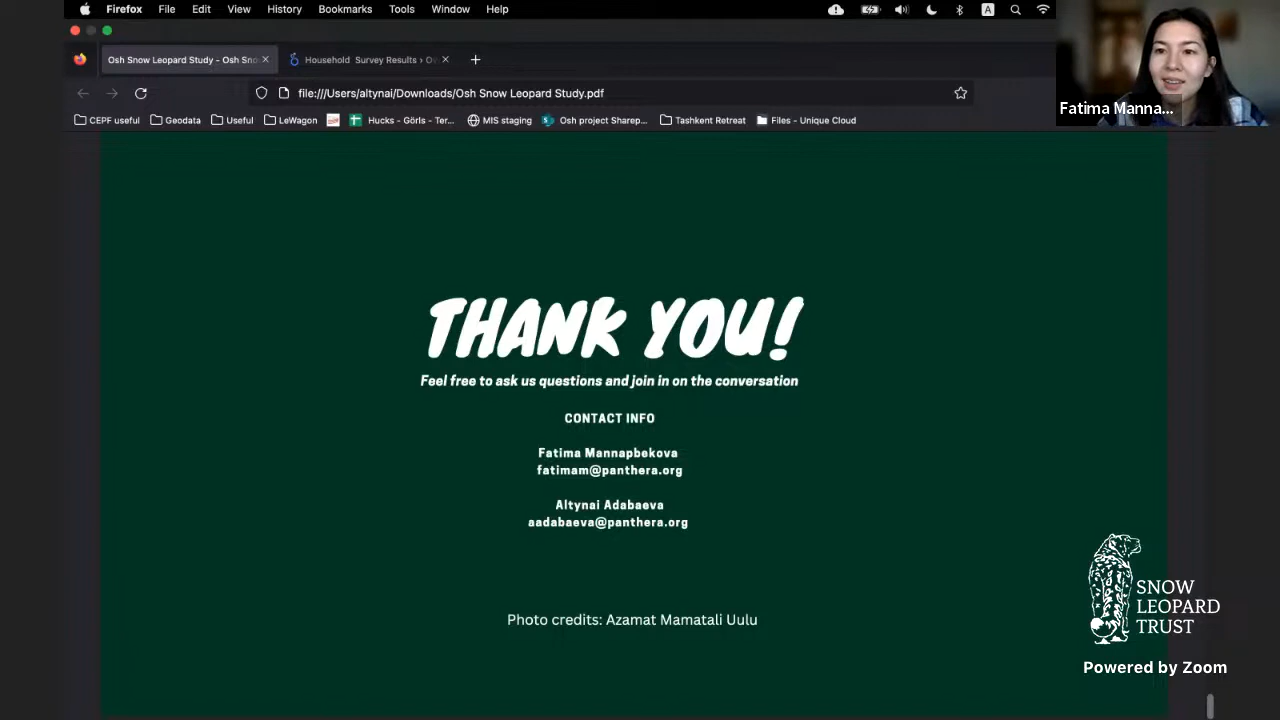 Firefox File Edit View History Bookmarks Tools Window Help
A
Osh Snow Leopard Study - Osh Sno
Household Survey Results › Ov
file:///Users/altynai/Downloads/Osh Snow Leopard Study.pdf
CEPF useful Geodata Useful LeWagon Hucks - Görls - Ter... MIS staging Osh project Sharep... Tashkent Retreat Files - Unique Cloud
Fatima Manna...
THANK YOU!
Feel free to ask us questions and join in on the conversation
CONTACT INFO
Fatima Mannapbekova
fatimam@panthera.org
Altynai Adabaeva
aadabaeva@panthera.org
Photo credits: Azamat Mamatali Uulu
SNOW
LEOPARD
TRUST
Powered by Zoom